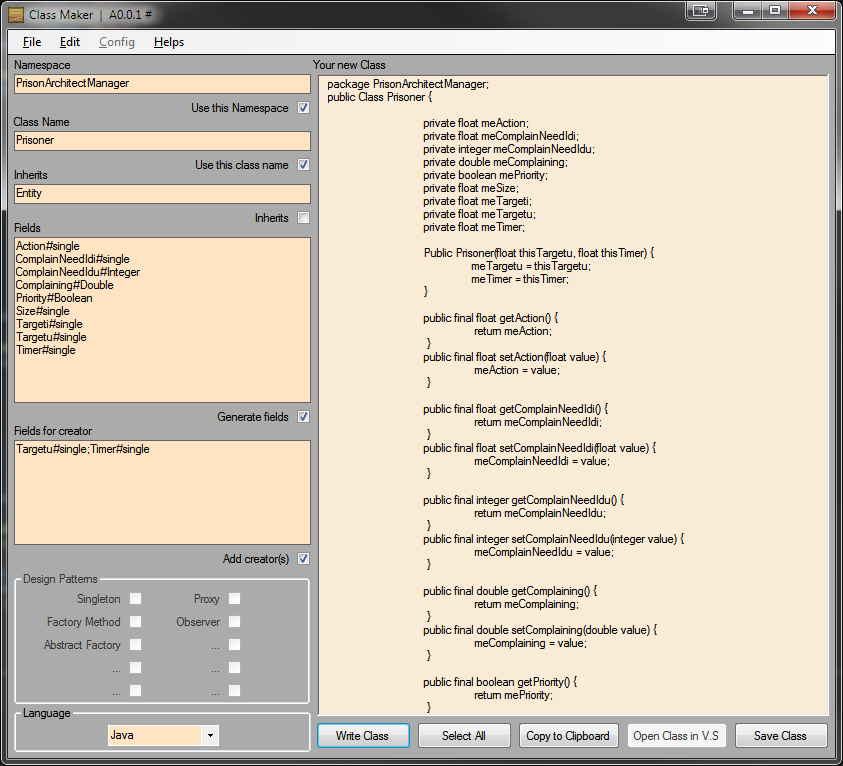 Class Maker | A0.0.1 #
File Edit Config Helps
Namespace
PrisonArchitectManager
Use this Namespace
Class Name
Prisoner
Use this class name
Inherits
Entity
Inherits
Fields
Action#single
ComplainNeedIdi#single
ComplainNeedIdu#Integer
Complaining#Double
Priority#Boolean
Size#single
Targeti#single
Targetu#single
Timer#single
Generate fields
Fields for creator
Targetu#single;Timer#single
Add creator(s)
Design Patterns
Singleton Proxy
Factory Method Observer
Abstract Factory ...
... ...
... ...
Language
Java
Your new Class
package PrisonArchitectManager;
public Class Prisoner {
private float meAction;
private float meComplainNeedIdi;
private integer meComplainNeedIdu;
private double meComplaining;
private boolean mePriority;
private float meSize;
private float meTargeti;
private float meTargetu;
private float meTimer;
Public Prisoner(float thisTargetu, float thisTimer) {
meTargetu = thisTargetu;
meTimer = thisTimer;
}
public final float getAction() {
return meAction;
}
public final float setAction(float value) {
meAction = value;
}
public final float getComplainNeedIdi() {
return meComplainNeedIdi;
}
public final float setComplainNeedIdi(float value) {
meComplainNeedIdi = value;
}
public final integer getComplainNeedIdu() {
return meComplainNeedIdu;
}
public final integer setComplainNeedIdu(integer value) {
meComplainNeedIdu = value;
}
public final double getComplaining() {
return meComplaining;
}
public final double setComplaining(double value) {
meComplaining = value;
}
public final boolean getPriority() {
return mePriority;
}
Write Class Select All Copy to Clipboard Open Class in V.S Save Class